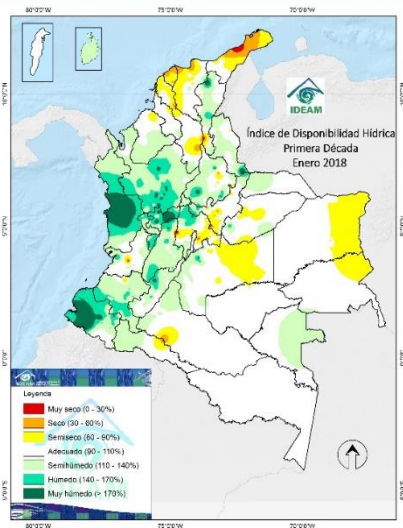 80°0'0"W 75°0'0"W 70°0'0"W
IDEAM
Índice de Disponibilidad Hídrica
Primera Década
Enero 2018
Leyenda
Muy seco (0 - 30%)
Seco (30 - 60%)
Semiseco (60 - 90%)
Adecuado (90 - 110%)
Semihúmedo (110 - 140%)
Húmedo (140 - 170%)
Muy húmedo (> 170%)
80°0'0"W 75°0'0"W 70°0'0"W